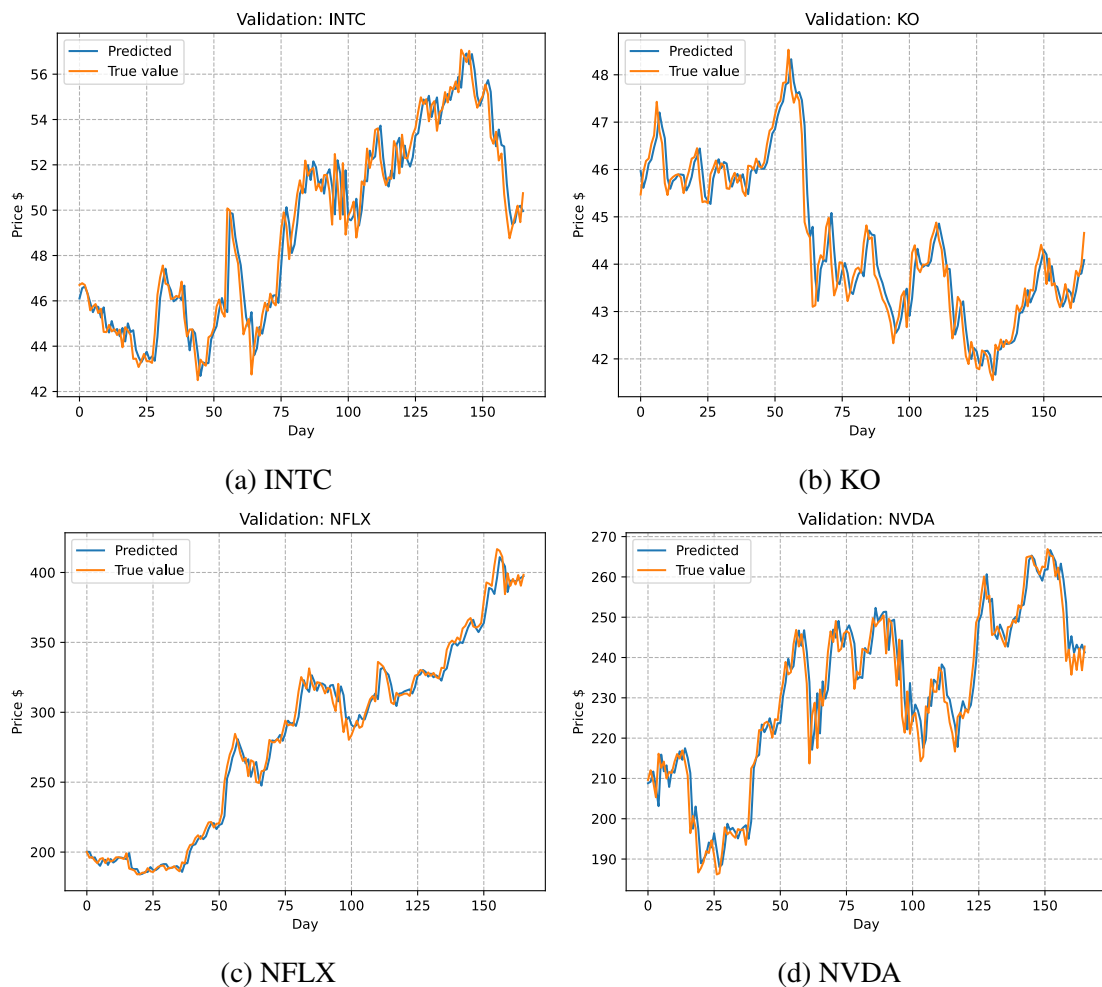 Validation: INTC
Predicted
True value
56
54
52
50
48
46
44
42
Price $
0 25 50 75 100 125 150
Day
(a) INTC
Validation: KO
Predicted
True value
48
47
46
45
44
43
42
Price $
0 25 50 75 100 125 150
Day
(b) KO
Validation: NFLX
Predicted
True value
400
350
300
250
200
Price $
0 25 50 75 100 125 150
Day
(c) NFLX
Validation: NVDA
Predicted
True value
270
260
250
240
230
220
210
200
190
Price $
0 25 50 75 100 125 150
Day
(d) NVDA